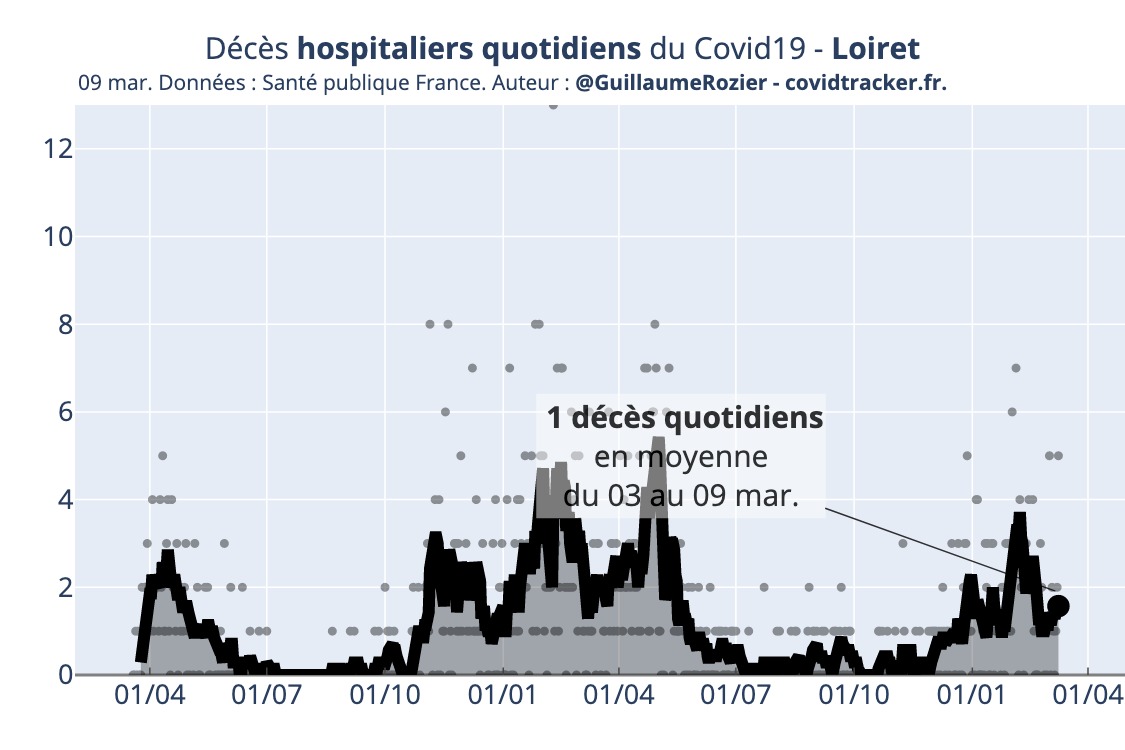 Décès hospitaliers quotidiens du Covid19 - Loiret
09 mar. Données : Santé publique France. Auteur : @GuillaumeRozier - covidtracker.fr.
12
10
8
6
4
2
0
1 décès quotidiens
en moyenne
du 03 au 09 mar.
01/04 01/07 01/10 01/01 01/04 01/07 01/10 01/01 01/04